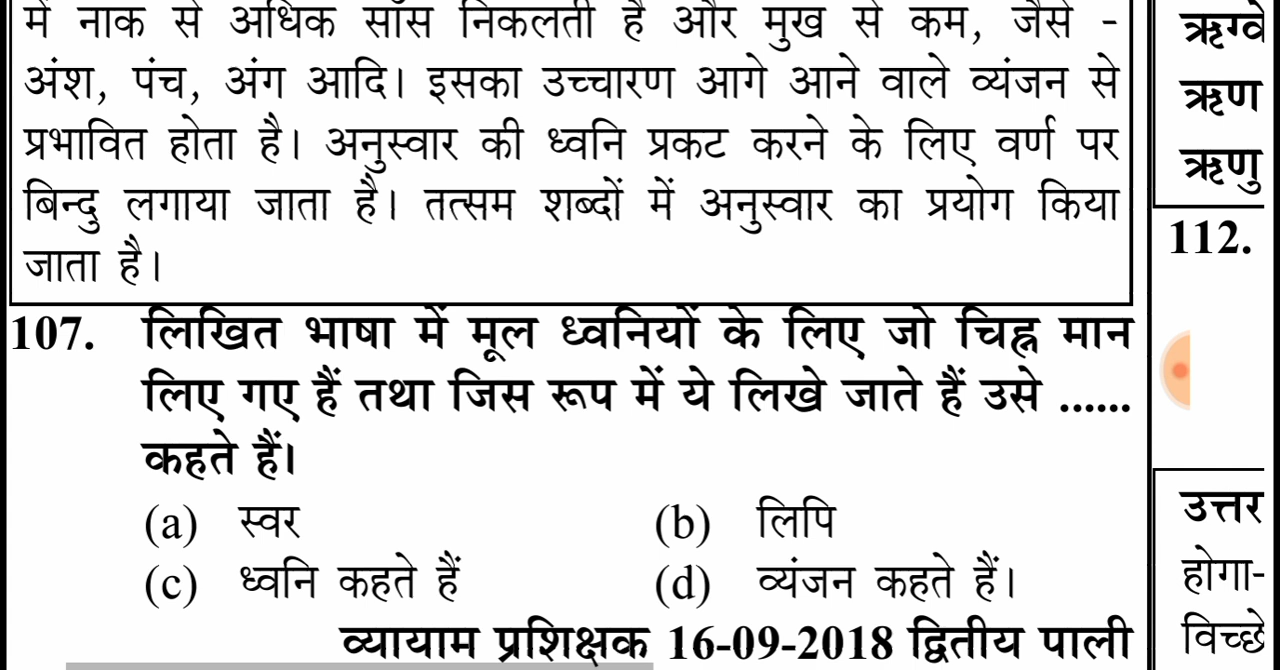 में नाक से अधिक साँस निकलती है और मुख से कम, जैसे -
अंश, पंच, अंग आदि। इसका उच्चारण आगे आने वाले व्यंजन से
प्रभावित होता है। अनुस्वार की ध्वनि प्रकट करने के लिए वर्ण पर
बिन्दु लगाया जाता है। तत्सम शब्दों में अनुस्वार का प्रयोग किया
जाता है।
107. लिखित भाषा में मूल ध्वनियों के लिए जो चिह्न मान
लिए गए हैं तथा जिस रूप में ये लिखे जाते हैं उसे ......
कहते हैं।
(a) स्वर (b) लिपि
(c) ध्वनि कहते हैं (d) व्यंजन कहते हैं।
व्यायाम प्रशिक्षक 16-09-2018 द्वितीय पाली
ऋण
ऋणु
112.
उत्तर
होगा-